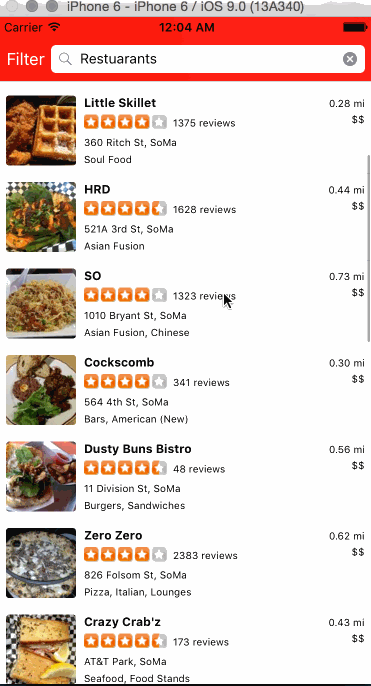 iPhone 6 - iPhone 6 / iOS 9.0 (13A340)
Carrier 12:04 AM
Filter Restuarants
Little Skillet 0.28 mi
1375 reviews $$
360 Ritch St, SoMa
Soul Food
HRD 0.44 mi
1628 reviews $$
521A 3rd St, SoMa
Asian Fusion
SO 0.73 mi
1323 reviews $$
1010 Bryant St, SoMa
Asian Fusion, Chinese
Cockscomb 0.30 mi
341 reviews $$
564 4th St, SoMa
Bars, American (New)
Dusty Buns Bistro 0.56 mi
48 reviews $$
11 Division St, SoMa
Burgers, Sandwiches
Zero Zero 0.62 mi
2383 reviews $$
826 Folsom St, SoMa
Pizza, Italian, Lounges
Crazy Crab'z 0.43 mi
173 reviews $$
AT&T Park, SoMa
Seafood, Food Stands